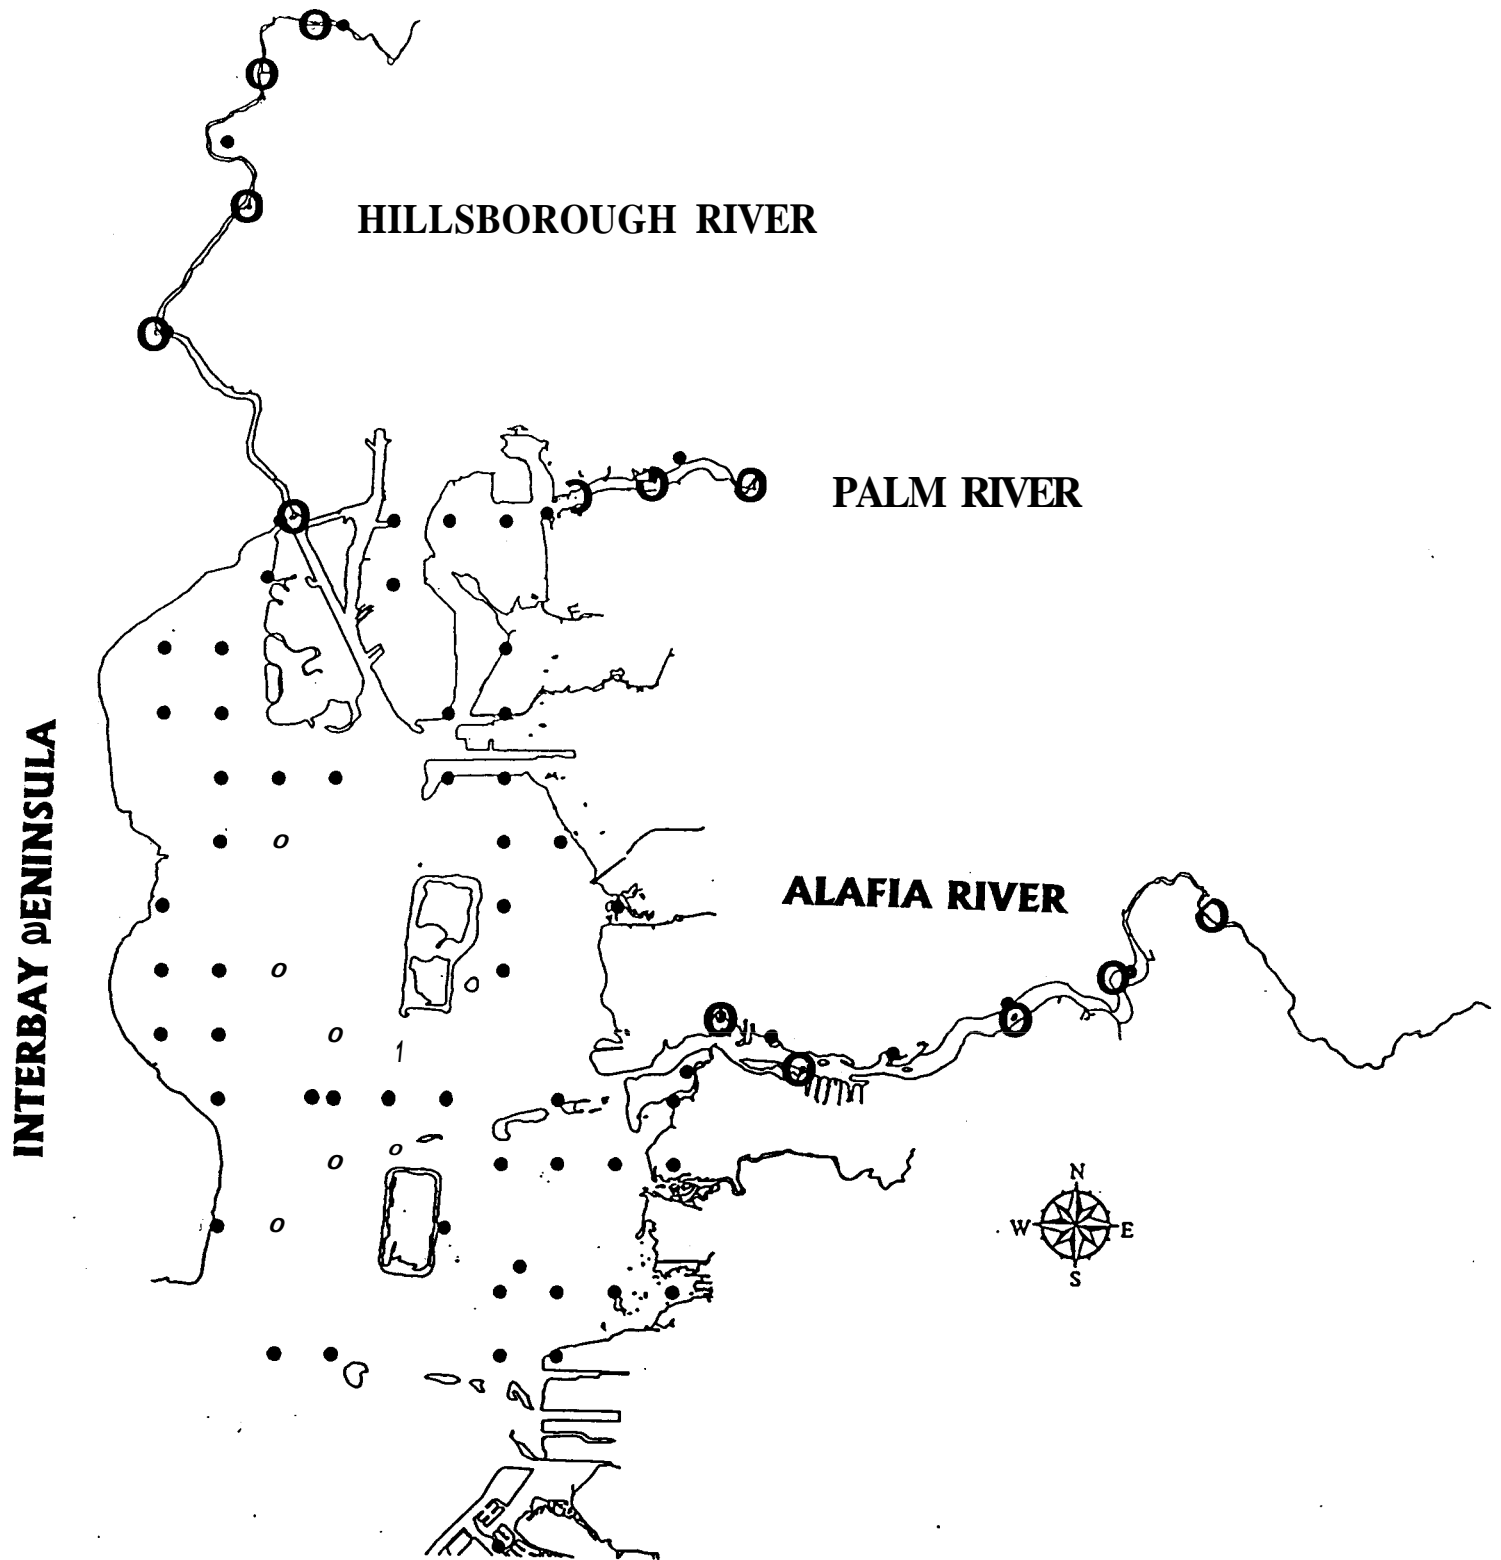 HILLSBOROUGH RIVER
PALM RIVER
ALAFIA RIVER
INTERBAY PENINSULA
N
W E
S